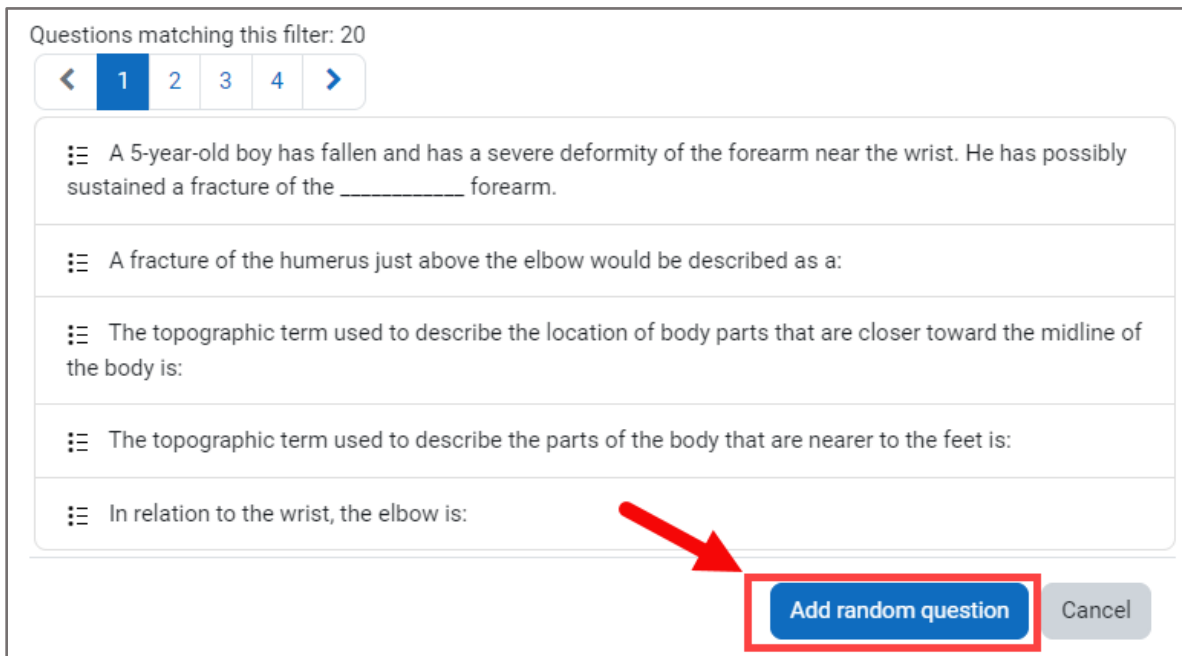 Questions matching this filter: 20
1 2 3 4
A 5-year-old boy has fallen and has a severe deformity of the forearm near the wrist. He has possibly
sustained a fracture of the ____________ forearm.
A fracture of the humerus just above the elbow would be described as a:
The topographic term used to describe the location of body parts that are closer toward the midline of
the body is:
The topographic term used to describe the parts of the body that are nearer to the feet is:
In relation to the wrist, the elbow is:
Add random question Cancel